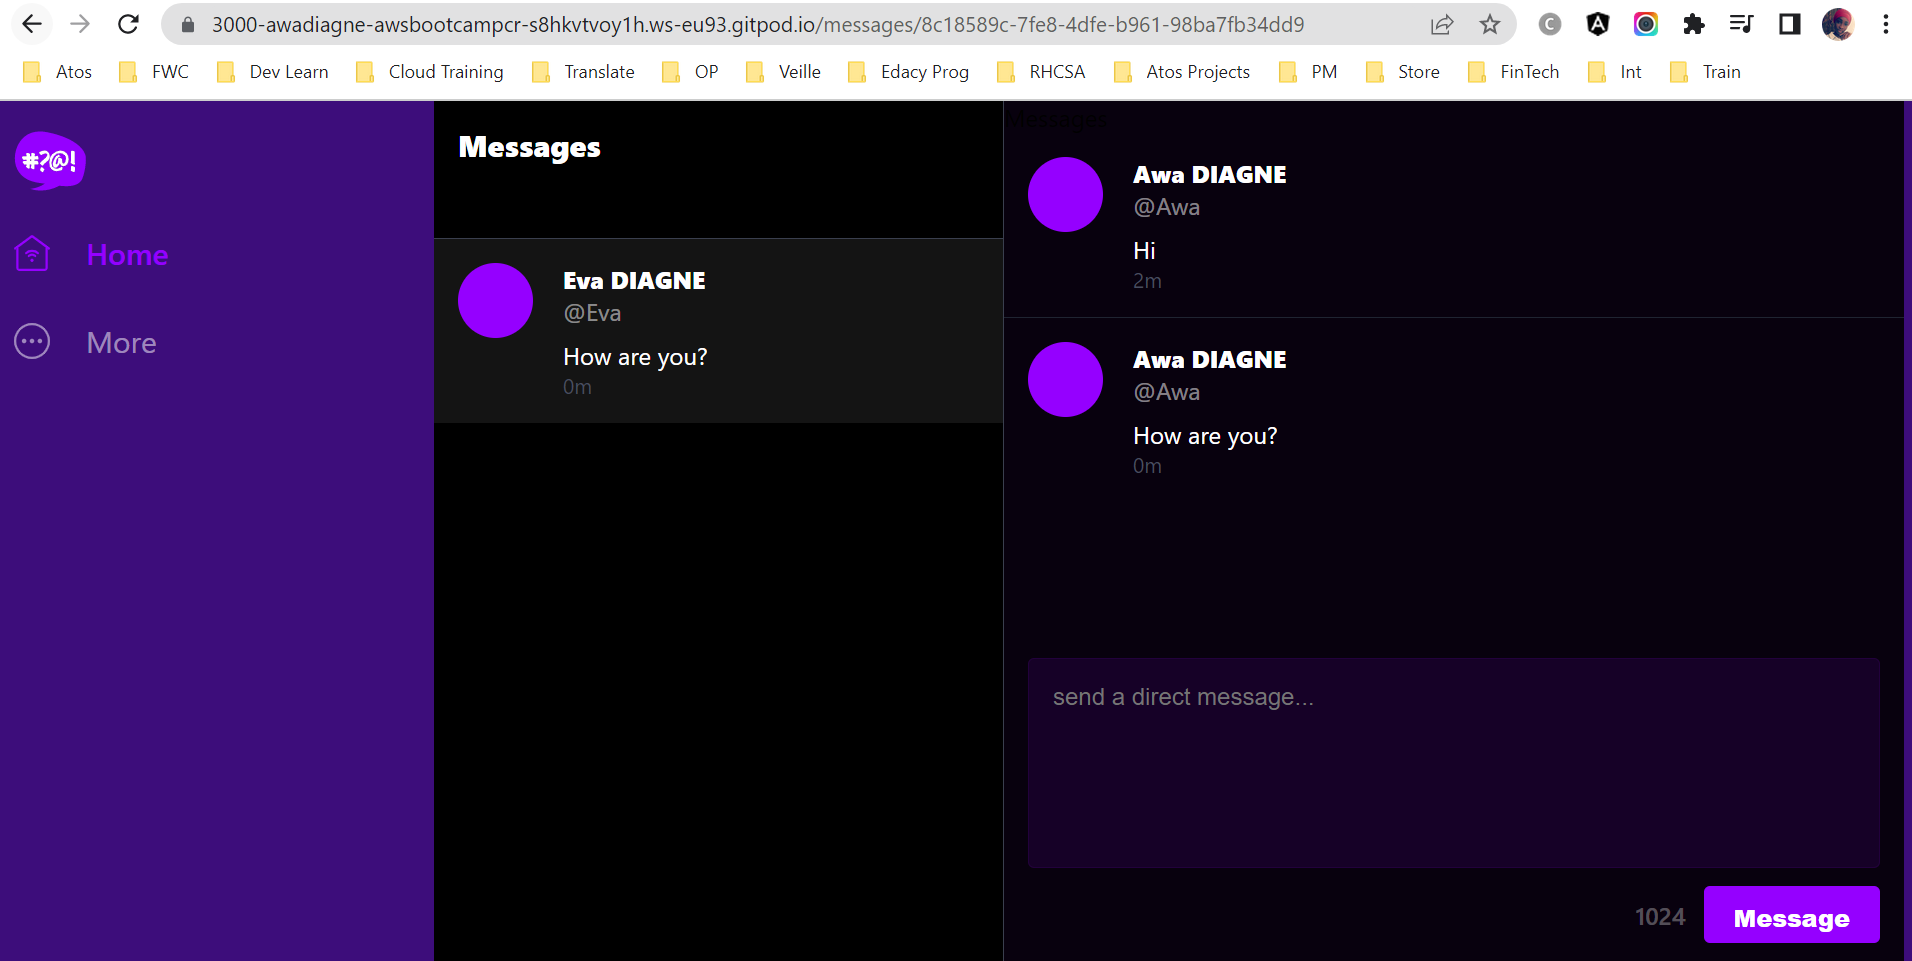 3000-awadiagne-awsbootcampcr-s8hkvtvoy1h.ws-eu93.gitpod.io/messages/8c18589c-7fe8-4dfe-b961-98ba7fb34dd9
C
A
Atos FWC Dev Learn Cloud Training Translate OP Veille Edacy Prog RHCSA Atos Projects PM Store FinTech Int Train
#?@!
Home
More
Messages
Eva DIAGNE
@Eva
How are you?
0m
Messages
Awa DIAGNE
@Awa
Hi
2m
Awa DIAGNE
@Awa
How are you?
0m
send a direct message...
1024 Message